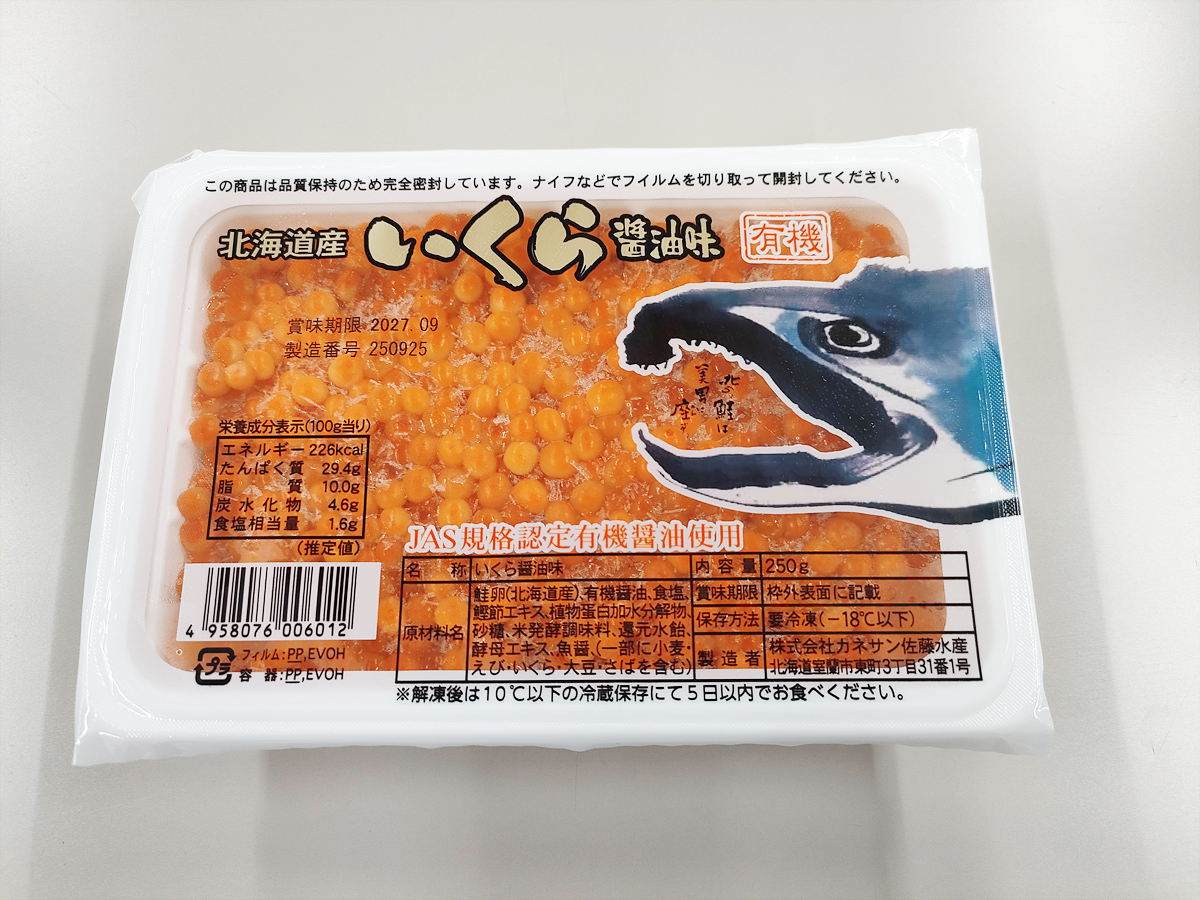 この商品は品質保持のため完全密封しています。ナイフなどでフイルムを切り取って開封してください。
北海道産 いくら 醤油味 有機
賞味期限 2027.09
製造番号 250925
栄養成分表示(100g当り)
エネルギー 226kcal
たんぱく質 29.4g
脂質 10.0g
炭水化物 4.6g
食塩相当量 1.6g
(推定値)
JAS規格認定有機醤油使用
名称 いくら醤油味
原材料名 鮭卵(北海道産)、有機醤油、食塩、
鰹節エキス、植物蛋白加水分解物、
砂糖、米発酵調味料、還元水飴、
酵母エキス、魚醤、(一部に小麦・
えび・いくら・大豆・さばを含む)
内容量 250g
賞味期限 枠外表面に記載
保存方法 要冷凍(-18℃以下)
製造者 株式会社カネサン佐藤水産
北海道室蘭市東町3丁目31番1号
4 958076 006012
プラ
フィルム:PP,EVOH
容器:PP,EVOH
※解凍後は10℃以下の冷蔵保存にて5日以内でお食べください。